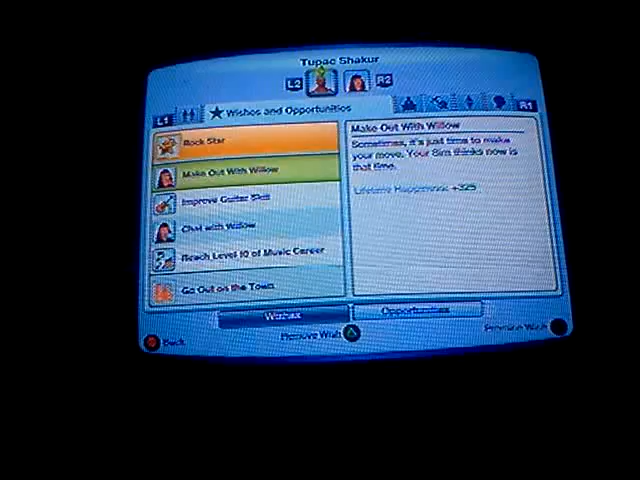 Tupac Shakur
L2 R2
L1 Wishes and Opportunities R1
Rock Star
Make Out With Willow
Improve Guitar Skill
Chat with Willow
Reach Level 10 of Music Career
Go Out on the Town
Make Out With Willow
Sometimes, it's just time to make
your move. Your Sim thinks now is
that time.
Lifetime Happiness: +325
Wishes Opportunities
Back Remove Wish Promise Wish